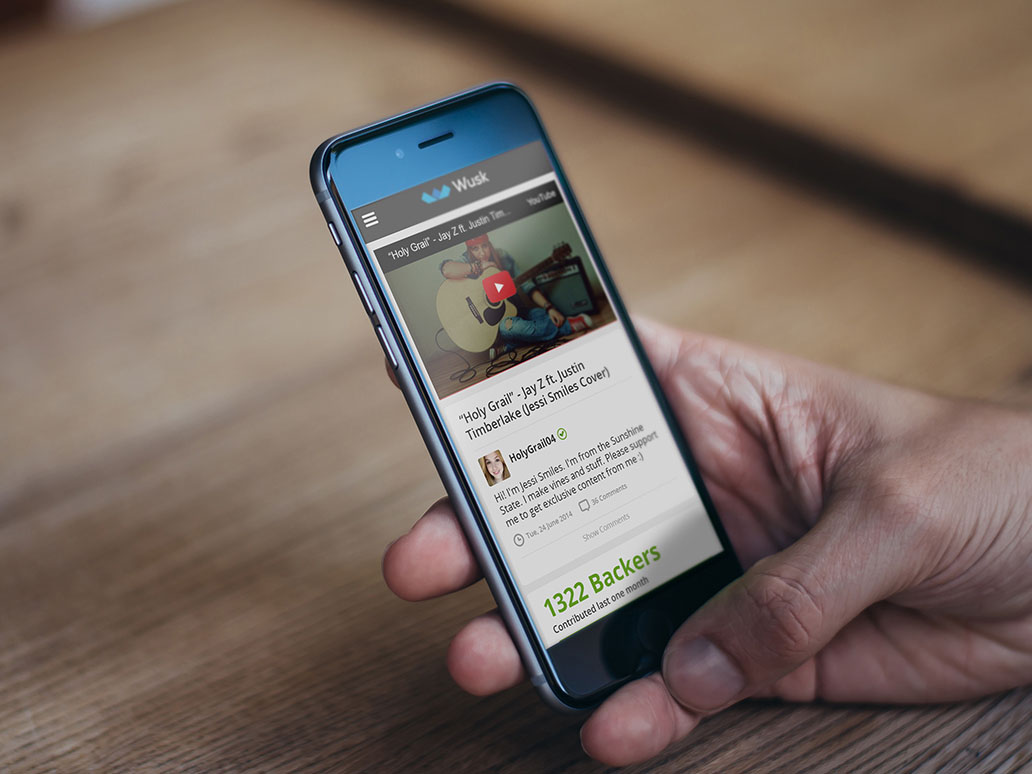 Wusk
"Holy Grail" - Jay Z ft. Justin Tim...
YouTube
"Holy Grail" - Jay Z ft. Justin
Timberlake (Jessi Smiles Cover)
HolyGrail04
Hi! I'm Jessi Smiles. I'm from the Sunshine
State. I make vines and stuff. Please support
me to get exclusive content from me :)
Tue, 24 June 2014
36 Comments
Show Comments
1322 Backers
Contributed last one month